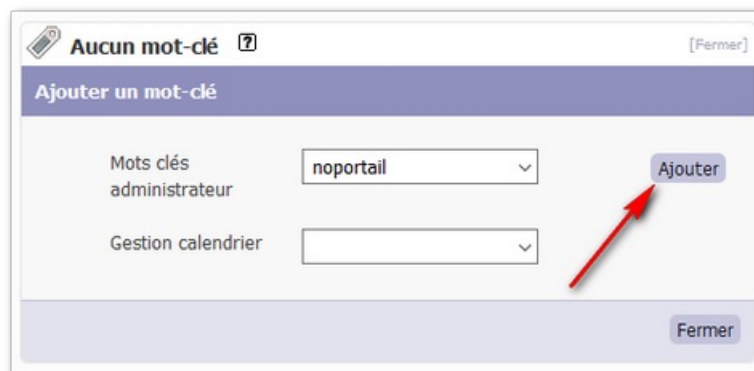 Aucun mot-clé ?
[Fermer]
Ajouter un mot-clé
Mots clés
administrateur
noportail
Ajouter
Gestion calendrier
Fermer